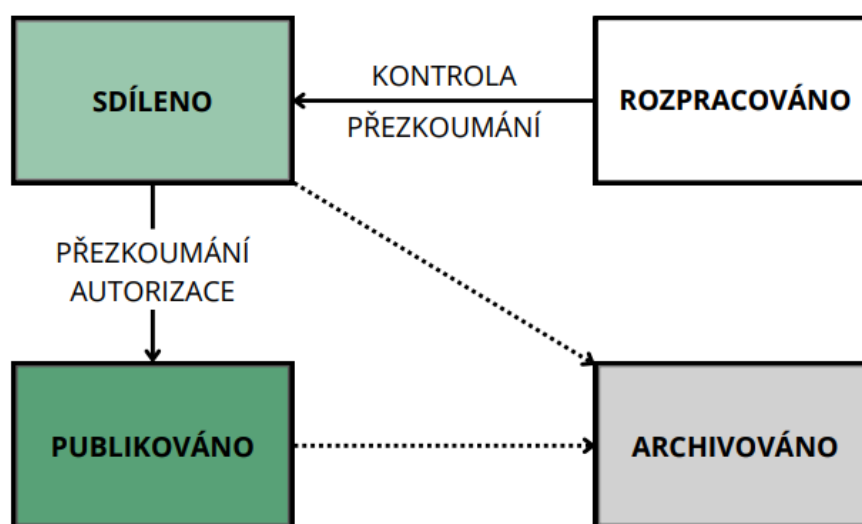 SDÍLENO
KONTROLA
PŘEZKOUMÁNÍ
ROZPRACOVÁNO
PŘEZKOUMÁNÍ
AUTORIZACE
PUBLIKOVÁNO
ARCHIVOVÁNO